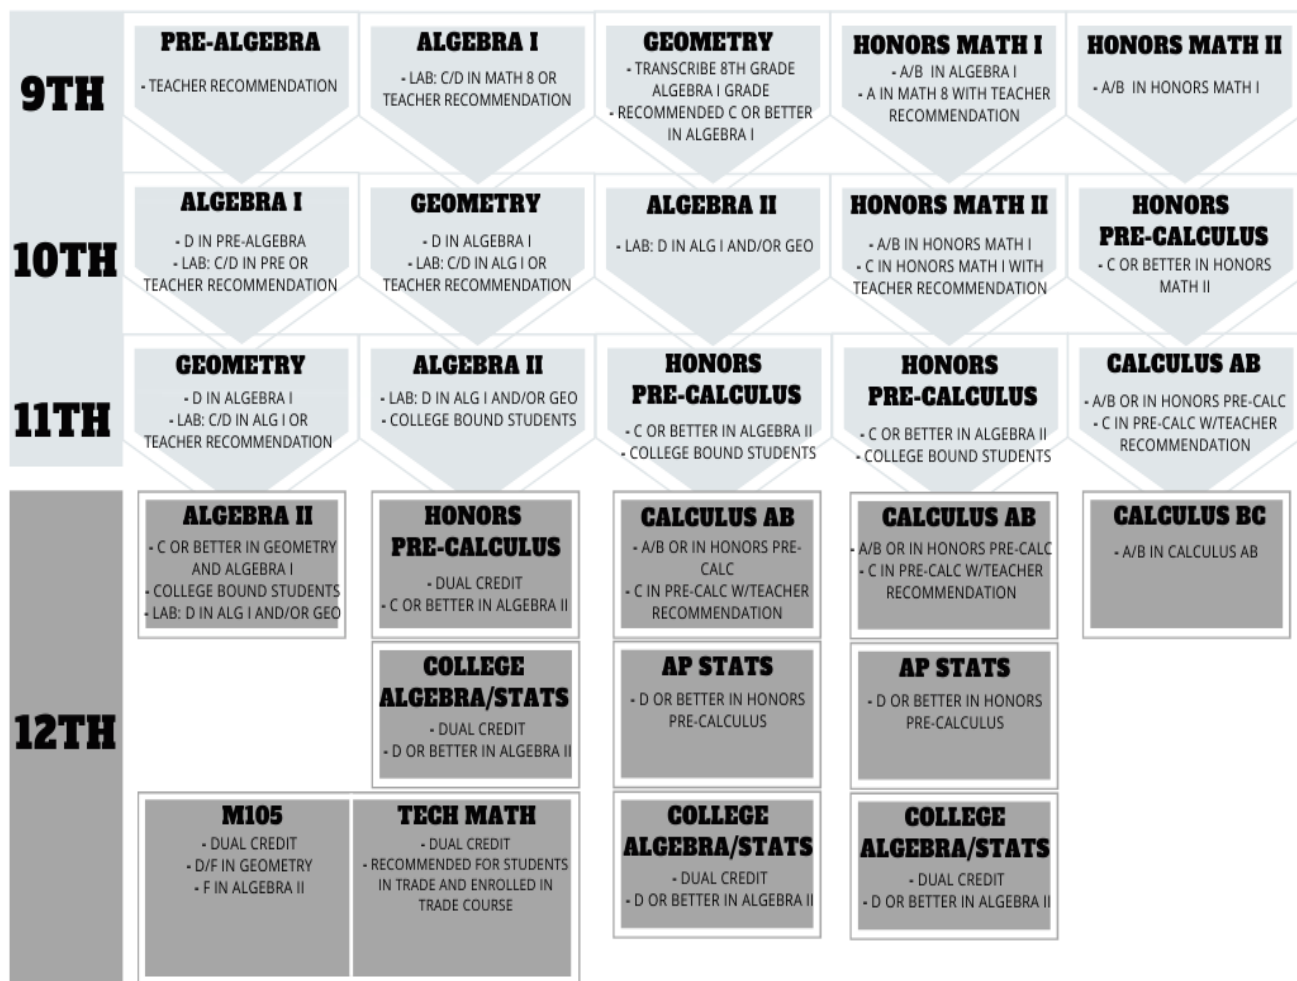 9TH
PRE-ALGEBRA
- TEACHER RECOMMENDATION
ALGEBRA I
- LAB: C/D IN MATH 8 OR
TEACHER RECOMMENDATION
GEOMETRY
- TRANSCRIBE 8TH GRADE
ALGEBRA I GRADE
- RECOMMENDED C OR BETTER
IN ALGEBRA I
HONORS MATH I
- A/B IN ALGEBRA I
- A IN MATH 8 WITH TEACHER
RECOMMENDATION
HONORS MATH II
- A/B IN HONORS MATH I
10TH
ALGEBRA I
- D IN PRE-ALGEBRA
- LAB: C/D IN PRE OR
TEACHER RECOMMENDATION
GEOMETRY
- D IN ALGEBRA I
- LAB: C/D IN ALG I OR
TEACHER RECOMMENDATION
ALGEBRA II
- LAB: D IN ALG I AND/OR GEO
HONORS MATH II
- A/B IN HONORS MATH I
- C IN HONORS MATH I WITH
TEACHER RECOMMENDATION
HONORS
PRE-CALCULUS
- C OR BETTER IN HONORS
MATH II
11TH
GEOMETRY
- D IN ALGEBRA I
- LAB: C/D IN ALG I OR
TEACHER RECOMMENDATION
ALGEBRA II
- LAB: D IN ALG I AND/OR GEO
- COLLEGE BOUND STUDENTS
HONORS
PRE-CALCULUS
- C OR BETTER IN ALGEBRA II
- COLLEGE BOUND STUDENTS
HONORS
PRE-CALCULUS
- C OR BETTER IN ALGEBRA II
- COLLEGE BOUND STUDENTS
CALCULUS AB
- A/B OR IN HONORS PRE-CALC
- C IN PRE-CALC W/TEACHER
RECOMMENDATION
12TH
ALGEBRA II
- C OR BETTER IN GEOMETRY
AND ALGEBRA I
- COLLEGE BOUND STUDENTS
- LAB: D IN ALG I AND/OR GEO
HONORS
PRE-CALCULUS
- DUAL CREDIT
- C OR BETTER IN ALGEBRA II
CALCULUS AB
- A/B OR IN HONORS PRE-
CALC
- C IN PRE-CALC W/TEACHER
RECOMMENDATION
CALCULUS AB
- A/B OR IN HONORS PRE-CALC
- C IN PRE-CALC W/TEACHER
RECOMMENDATION
CALCULUS BC
- A/B IN CALCULUS AB
COLLEGE
ALGEBRA/STATS
- DUAL CREDIT
- D OR BETTER IN ALGEBRA II
AP STATS
- D OR BETTER IN HONORS
PRE-CALCULUS
AP STATS
- D OR BETTER IN HONORS
PRE-CALCULUS
M105
- DUAL CREDIT
- D/F IN GEOMETRY
- F IN ALGEBRA II
TECH MATH
- DUAL CREDIT
- RECOMMENDED FOR STUDENTS
IN TRADE AND ENROLLED IN
TRADE COURSE
COLLEGE
ALGEBRA/STATS
- DUAL CREDIT
- D OR BETTER IN ALGEBRA II
COLLEGE
ALGEBRA/STATS
- DUAL CREDIT
- D OR BETTER IN ALGEBRA II